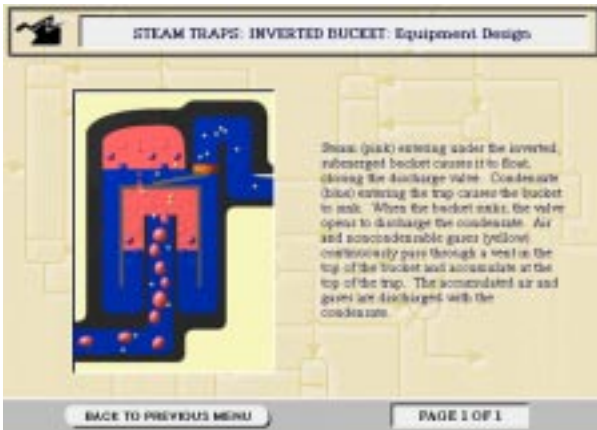 STEAM TRAPS: INVERTED BUCKET: Equipment Design
Steam (pink) entering under the inverted,
submerged bucket causes it to float,
closing the discharge valve. Condensate
(blue) entering the trap causes the bucket
to sink. When the bucket sinks, the valve
opens to discharge the condensate. Air
and noncondensable gases (yellow)
continuously pass through a vent in the
top of the bucket and accumulate at the
top of the trap. The accumulated air and
gases are discharged with the
condensate.
BACK TO PREVIOUS MENU
PAGE 1 OF 1